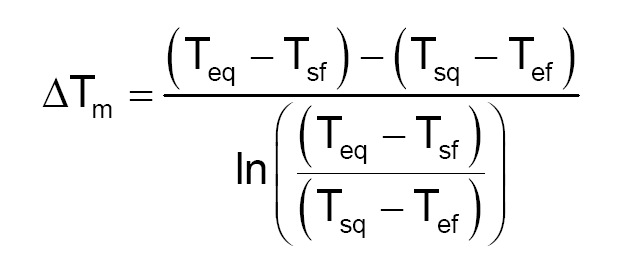 ΔT_m = ((T_eq − T_sf) − (T_sq − T_ef)) / ln((T_eq − T_sf) / (T_sq − T_ef))